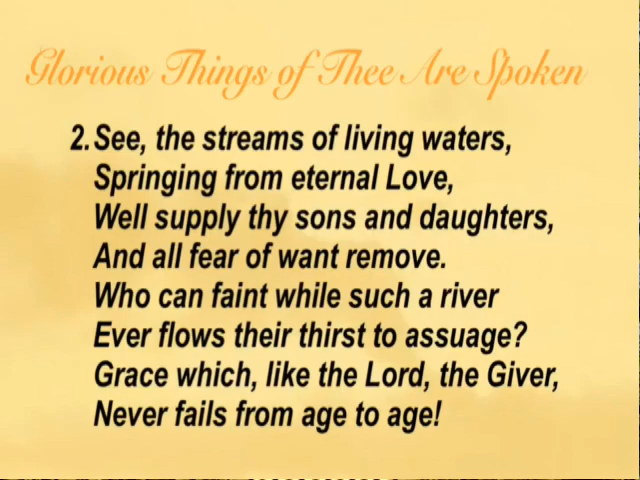 Glorious Things of Thee Are Spoken
2. See, the streams of living waters,
Springing from eternal Love,
Well supply thy sons and daughters,
And all fear of want remove.
Who can faint while such a river
Ever flows their thirst to assuage?
Grace which, like the Lord, the Giver,
Never fails from age to age!